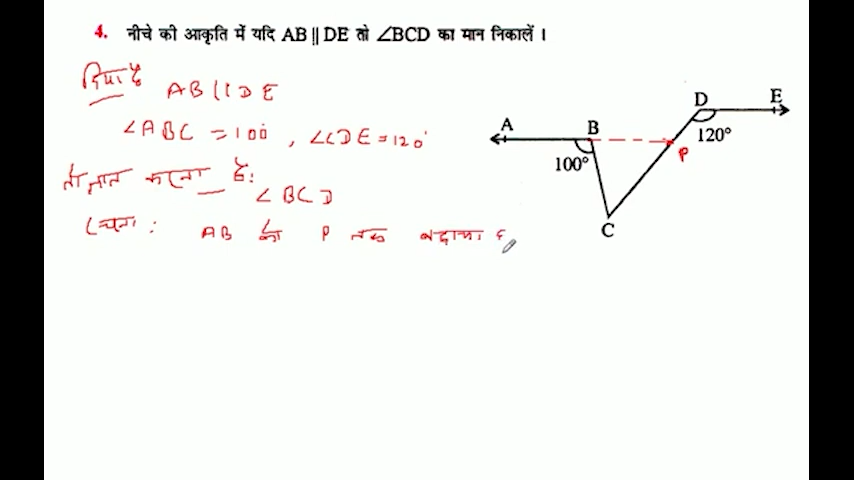 4. नीचे की आकृति में यदि AB || DE तो ∠BCD का मान निकालें ।
दिया है
AB || DE
∠ABC = 100° , ∠CDE = 120°
तो ज्ञात करना है:
∠BCD
रचना : AB को P तक बढ़ाया
A B D E
100° 120°
P
C